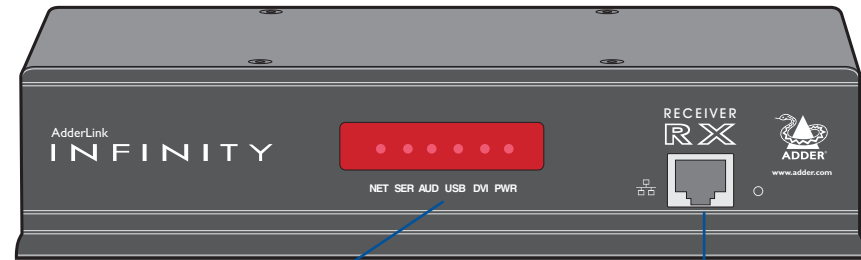 AdderLink
INFINITY
NET SER AUD USB DVI PWR
RECEIVER
RX
ADDER®
www.adder.com